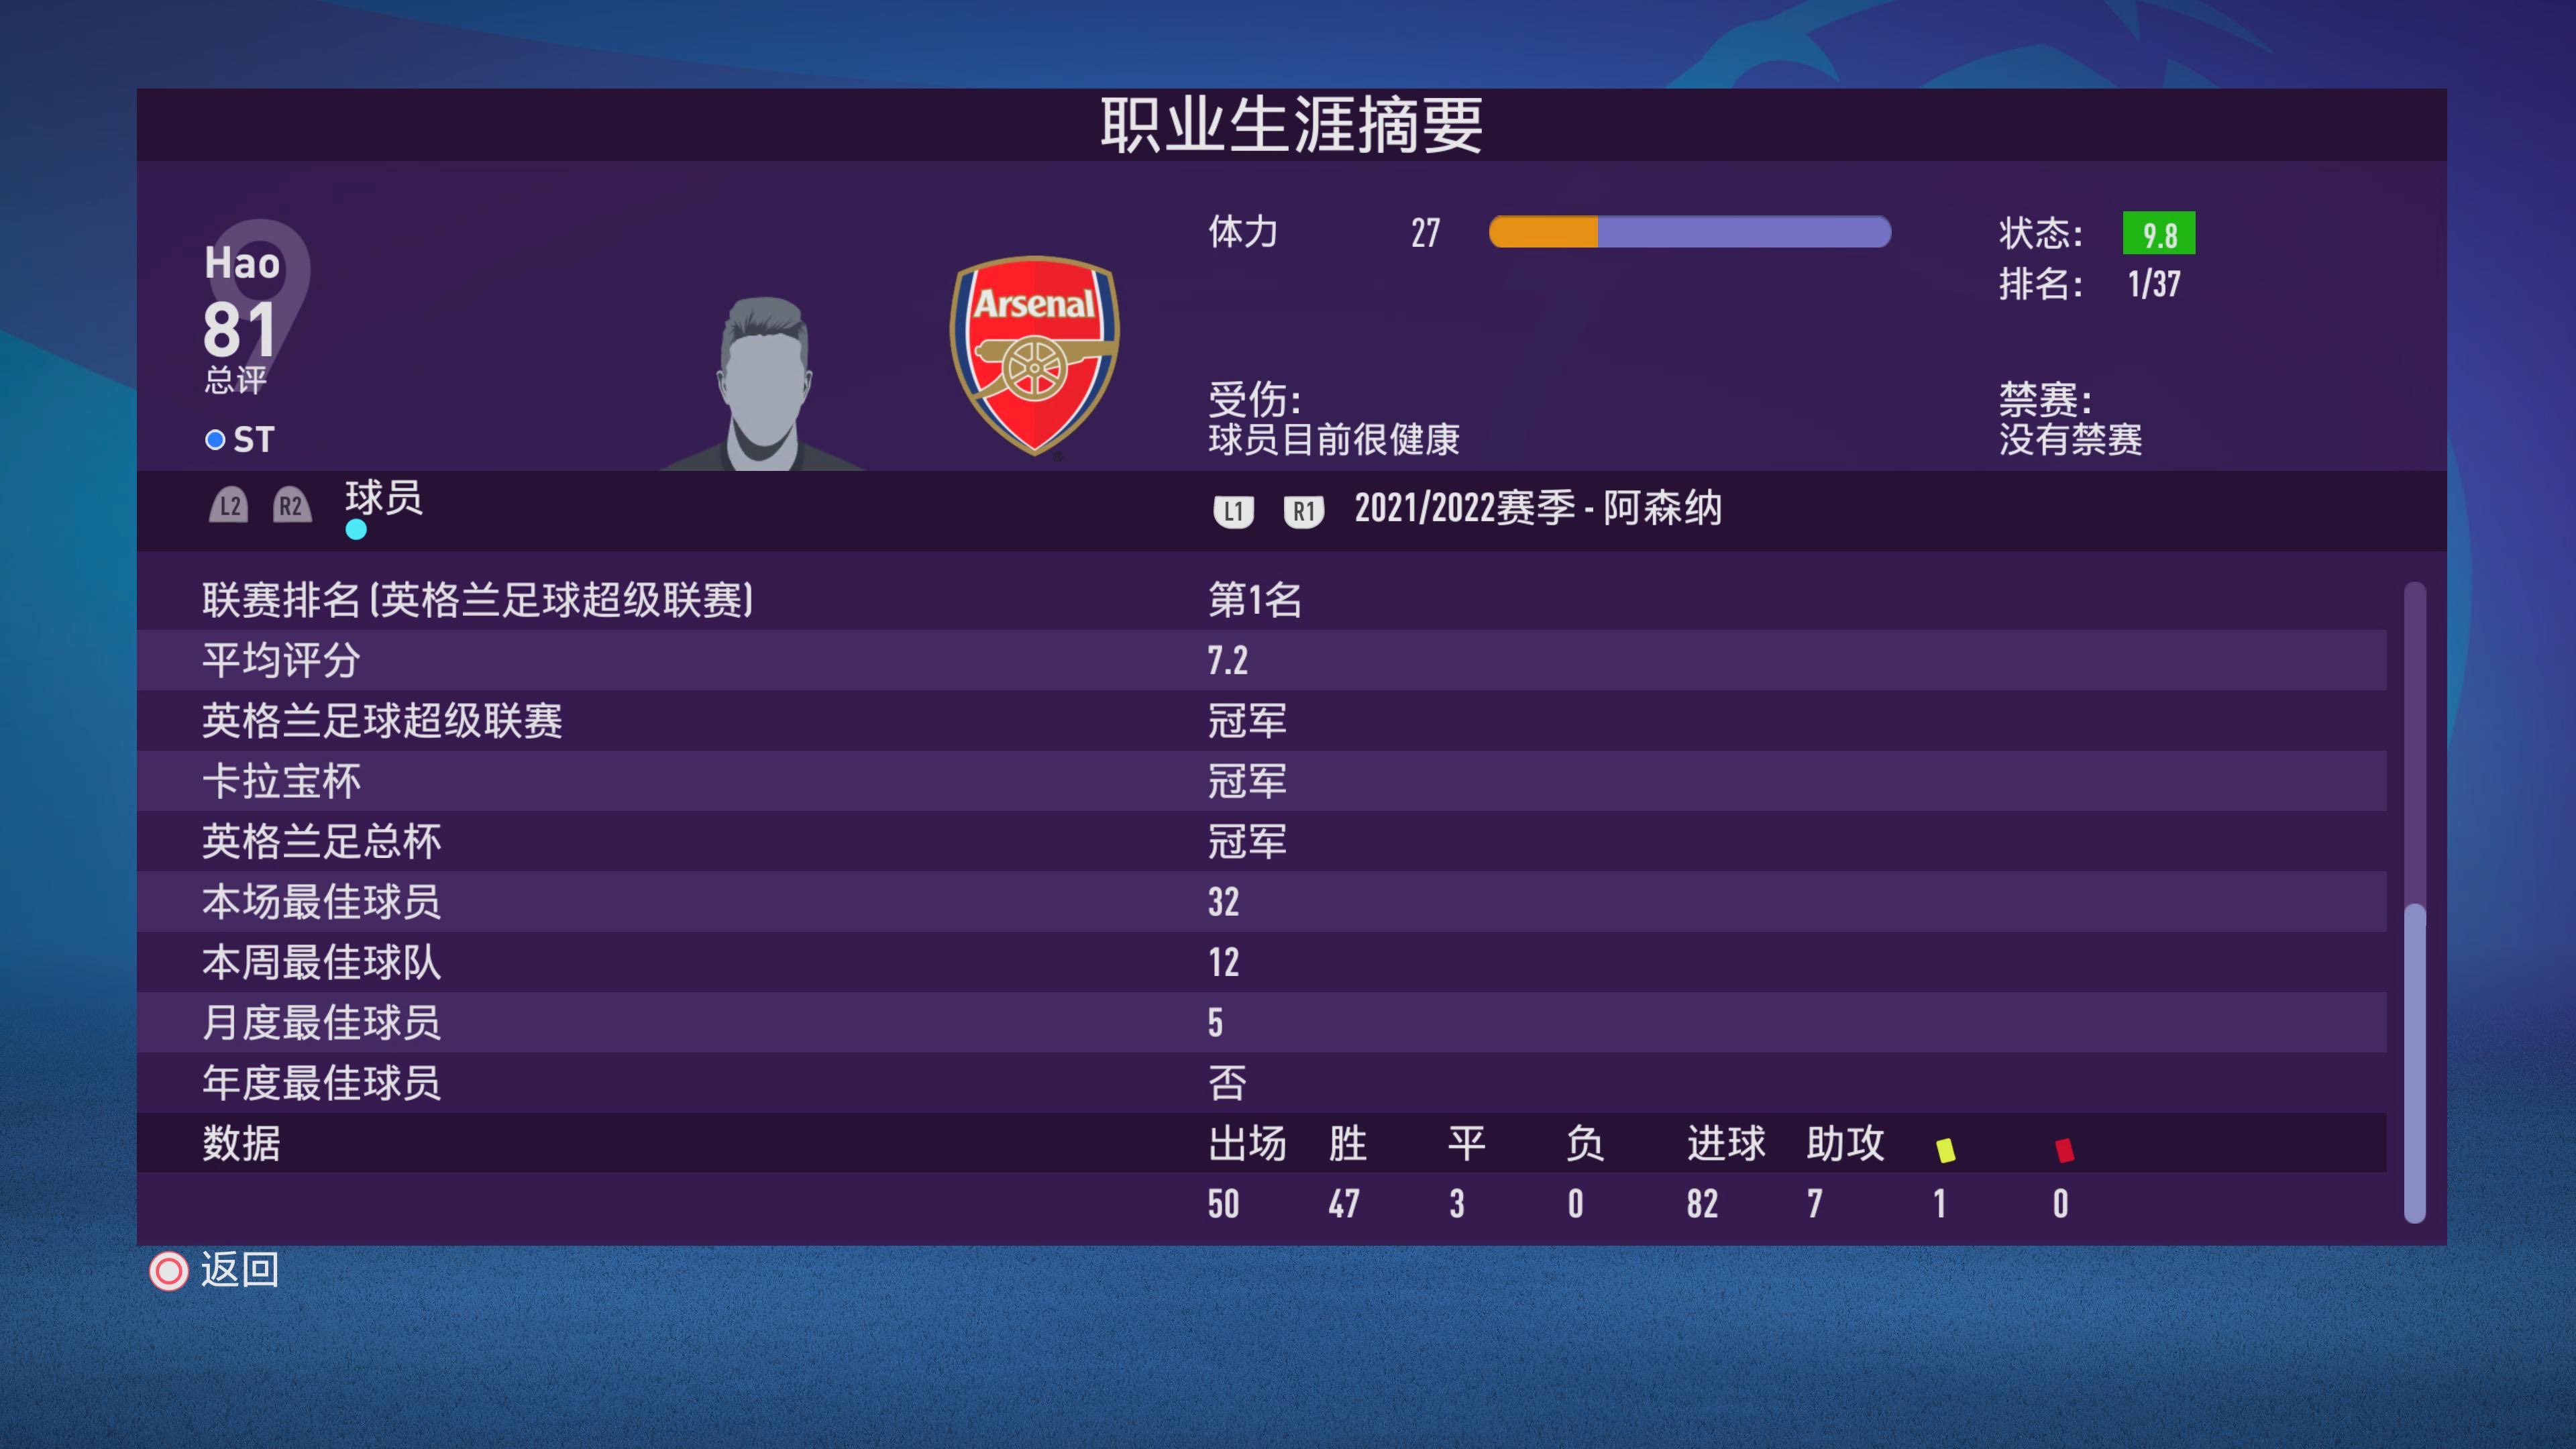 职业生涯摘要
9
Hao
81
总评
ST
Arsenal
体力 27
状态: 9.8
排名: 1/37
受伤:
球员目前很健康
禁赛:
没有禁赛
L2 R2 球员
L1 R1 2021/2022赛季 - 阿森纳
联赛排名(英格兰足球超级联赛) 第1名
平均评分 7.2
英格兰足球超级联赛 冠军
卡拉宝杯 冠军
英格兰足总杯 冠军
本场最佳球员 32
本周最佳球队 12
月度最佳球员 5
年度最佳球员 否
数据 出场 胜 平 负 进球 助攻
50 47 3 0 82 7 1 0
返回